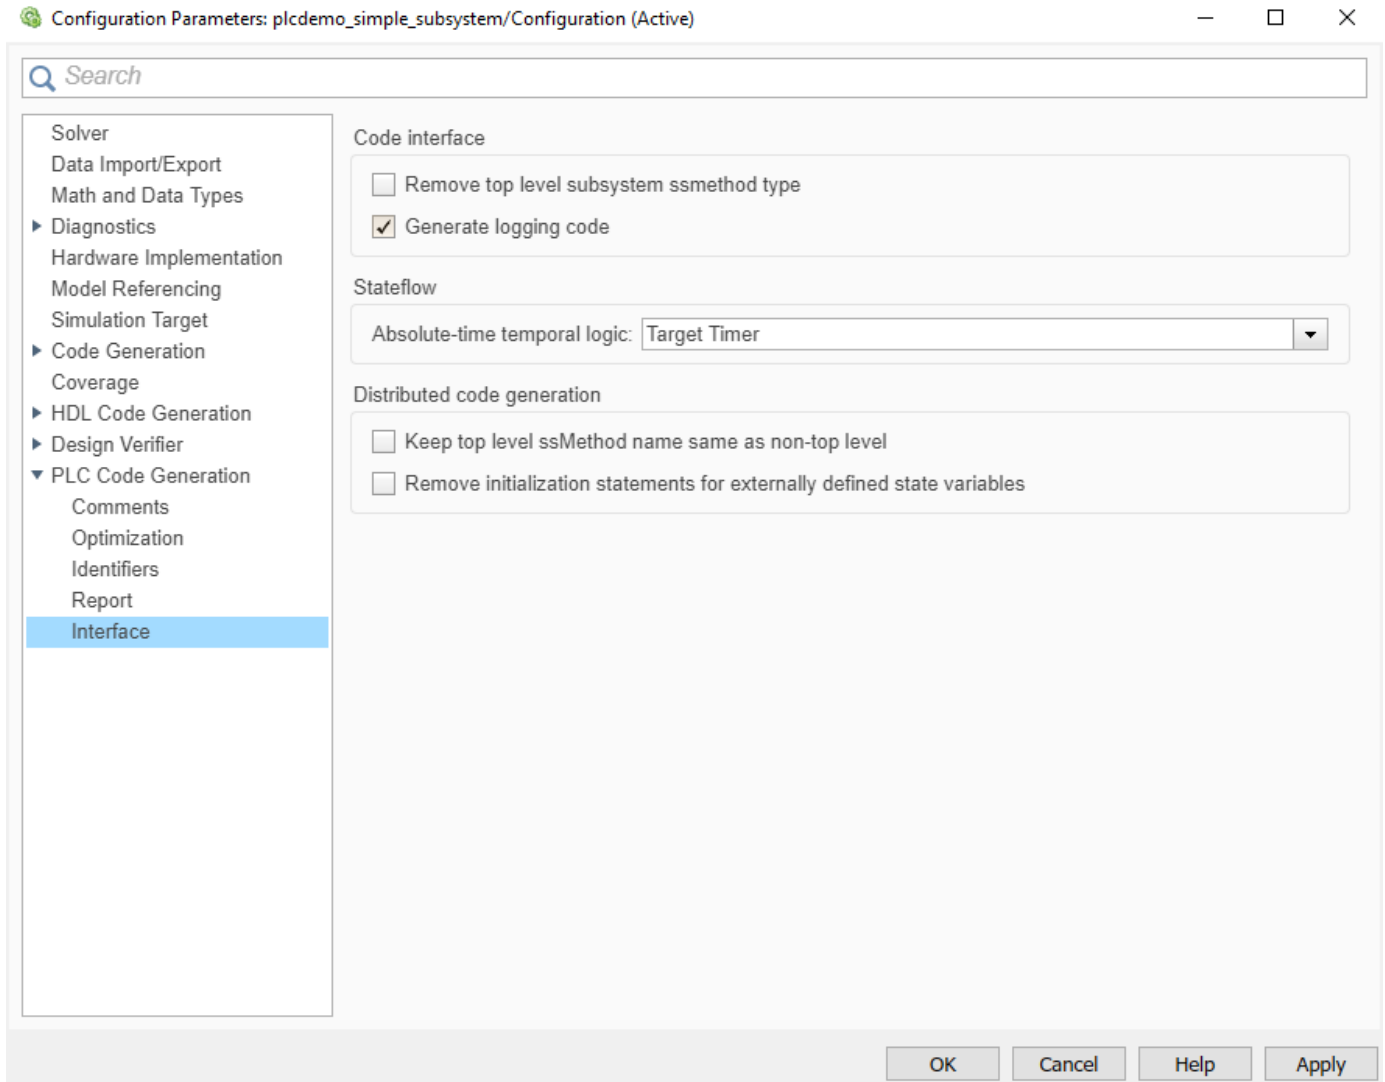 Configuration Parameters: plcdemo_simple_subsystem/Configuration (Active)
Search
Solver
Data Import/Export
Math and Data Types
Diagnostics
Hardware Implementation
Model Referencing
Simulation Target
Code Generation
Coverage
HDL Code Generation
Design Verifier
PLC Code Generation
Comments
Optimization
Identifiers
Report
Interface
Code interface
Remove top level subsystem ssmethod type
Generate logging code
Stateflow
Absolute-time temporal logic: Target Timer
Distributed code generation
Keep top level ssMethod name same as non-top level
Remove initialization statements for externally defined state variables
OK Cancel Help Apply